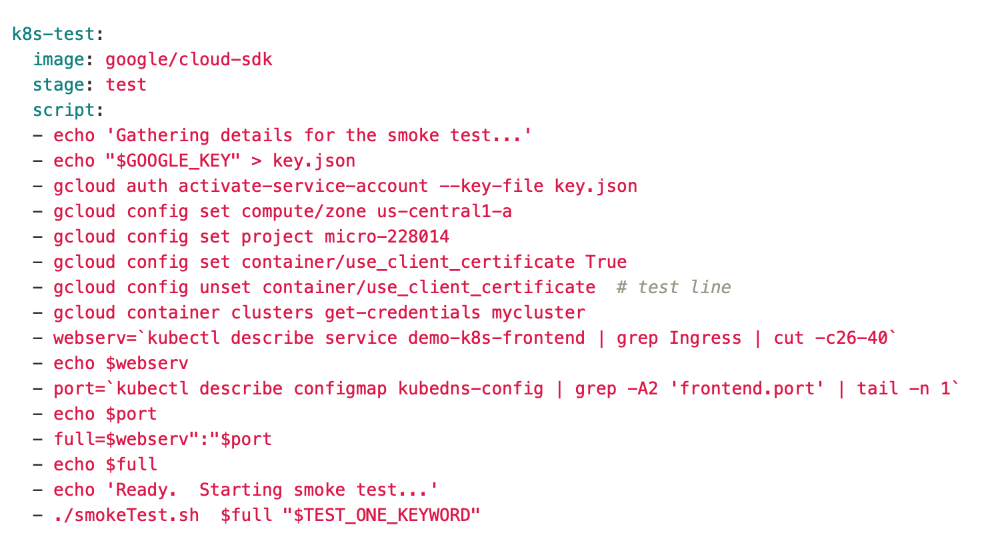 k8s-test:
  image: google/cloud-sdk
  stage: test
  script:
  - echo 'Gathering details for the smoke test...'
  - echo "$GOOGLE_KEY" > key.json
  - gcloud auth activate-service-account --key-file key.json
  - gcloud config set compute/zone us-central1-a
  - gcloud config set project micro-228014
  - gcloud config set container/use_client_certificate True
  - gcloud config unset container/use_client_certificate  # test line
  - gcloud container clusters get-credentials mycluster
  - webserv=`kubectl describe service demo-k8s-frontend | grep Ingress | cut -c26-40`
  - echo $webserv
  - port=`kubectl describe configmap kubedns-config | grep -A2 'frontend.port' | tail -n 1`
  - echo $port
  - full=$webserv":"$port
  - echo $full
  - echo 'Ready.  Starting smoke test...'
  - ./smokeTest.sh  $full "$TEST_ONE_KEYWORD"